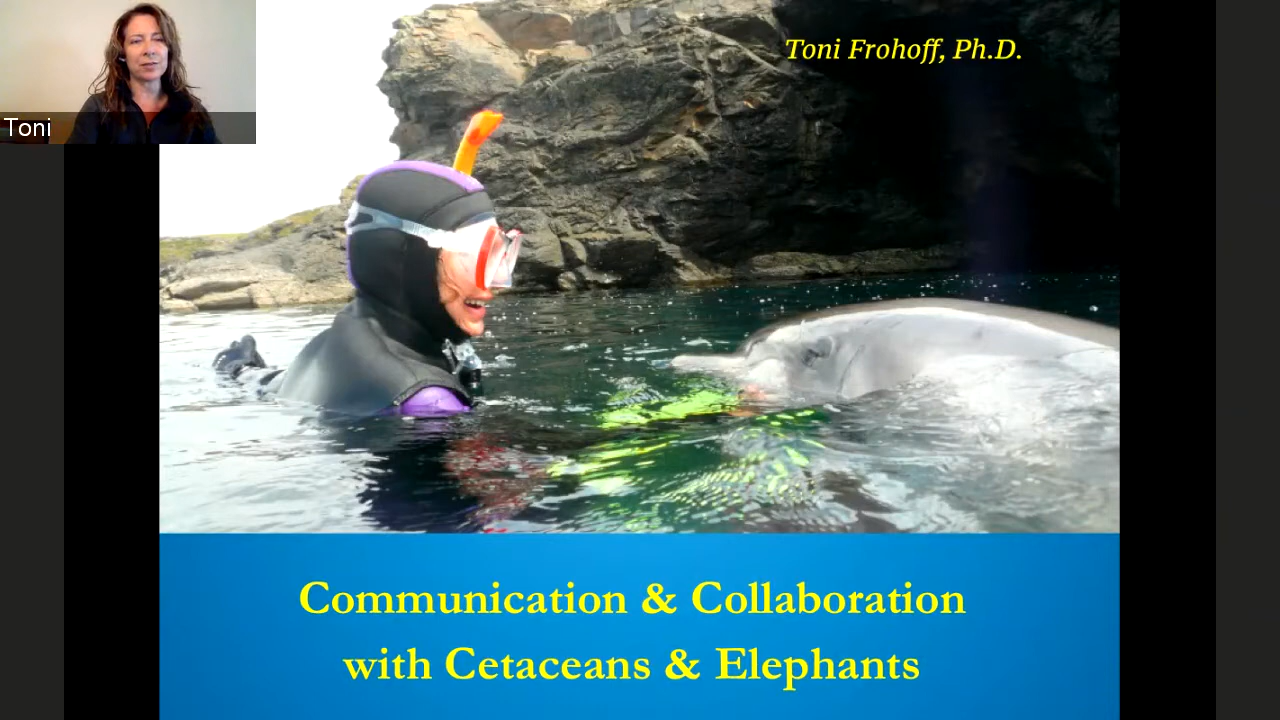 Toni Frohoff, Ph.D.
Toni
Communication & Collaboration
with Cetaceans & Elephants